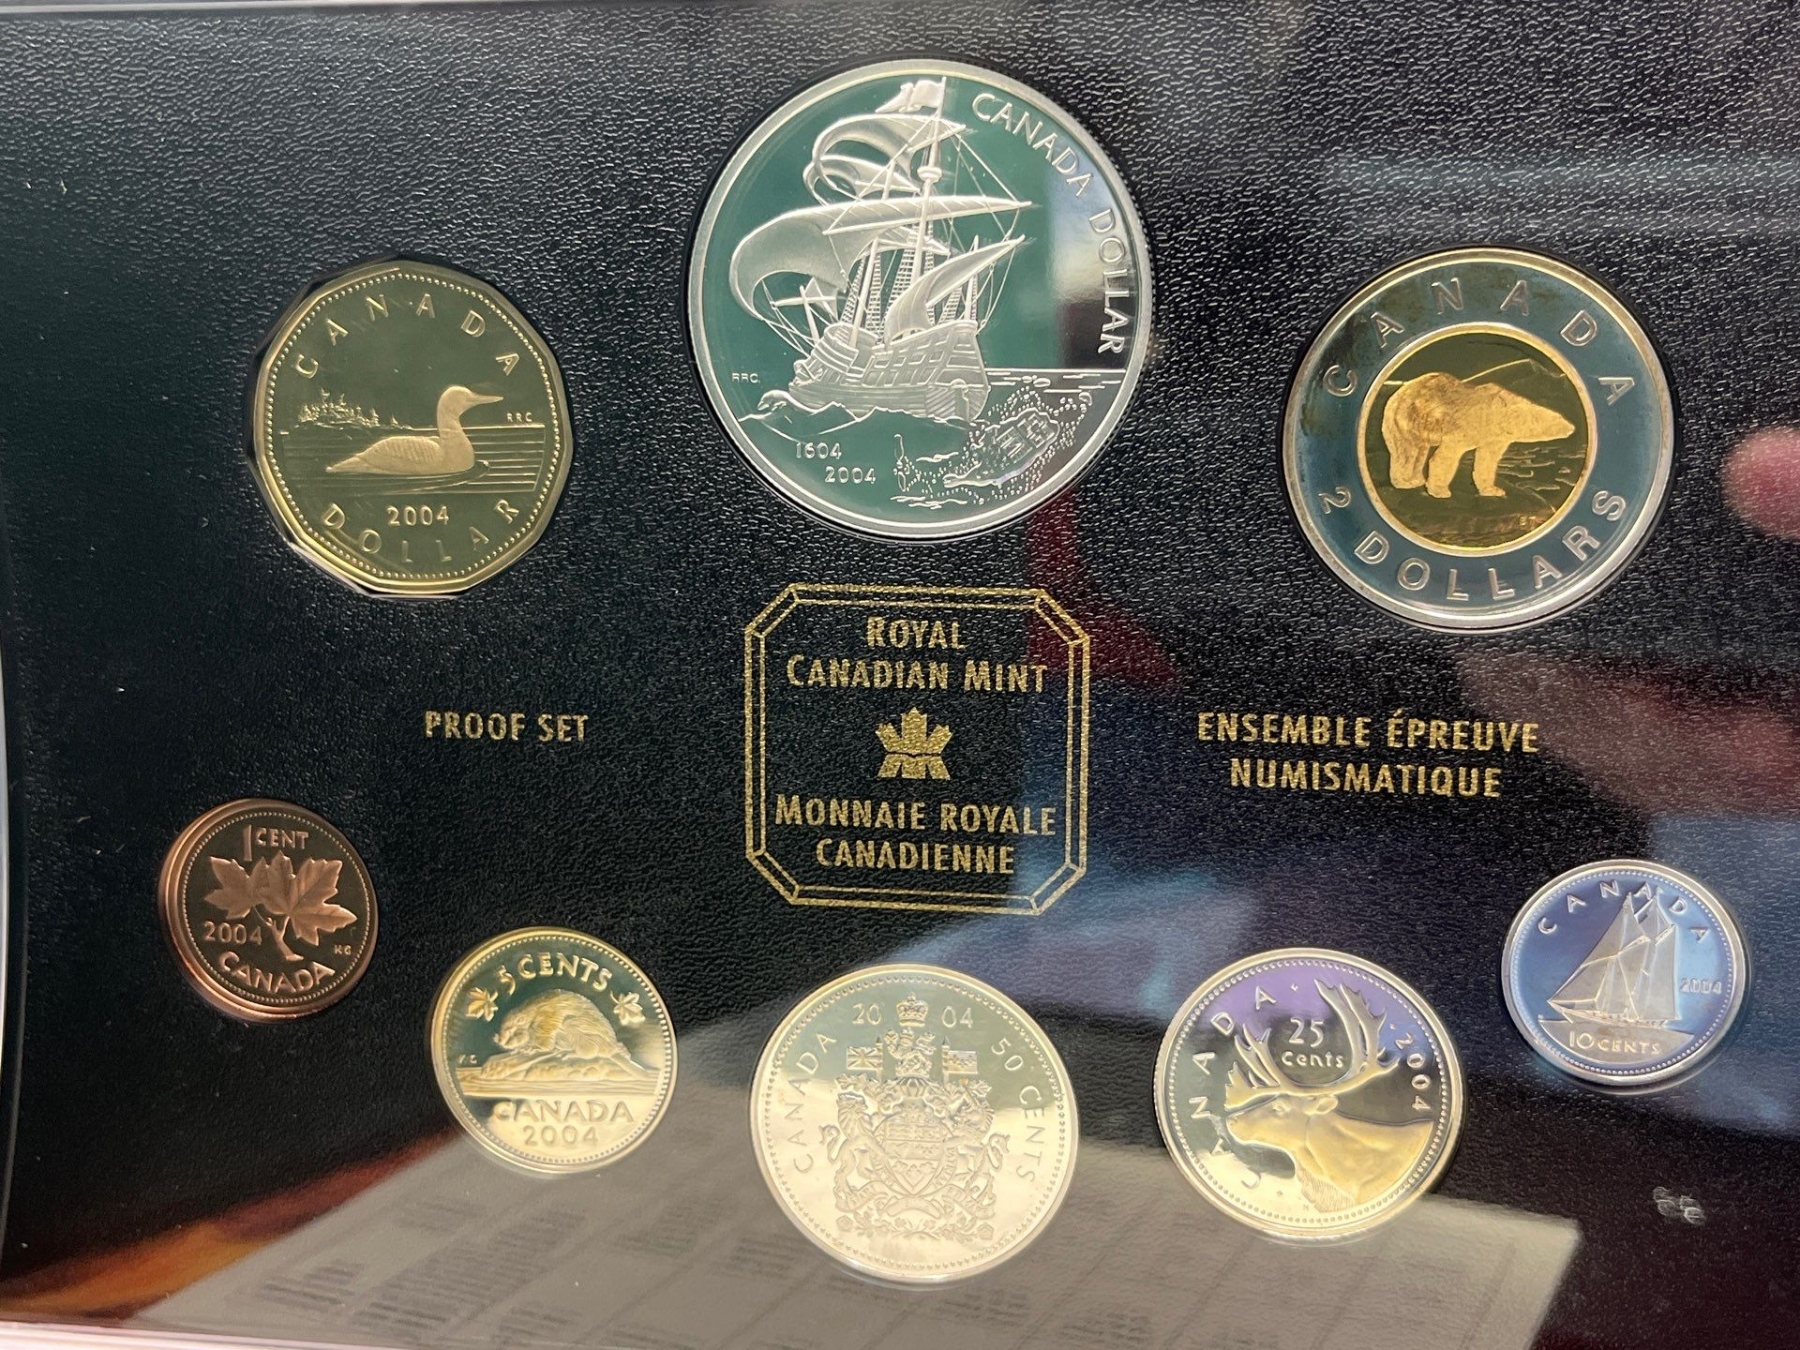 CANADA DOLLAR
RRC.
1604
2004
CANADA
RRC
2004
DOLLAR
CANADA
2 DOLLARS
ROYAL
CANADIAN MINT
MONNAIE ROYALE
CANADIENNE
PROOF SET
ENSEMBLE ÉPREUVE
NUMISMATIQUE
1 CENT
2004
KG
CANADA
5 CENTS
CANADA
2004
2004
CANADA
50 CENTS
CANADA · 2004
25
Cents
CANADA
2004
10 CENTS